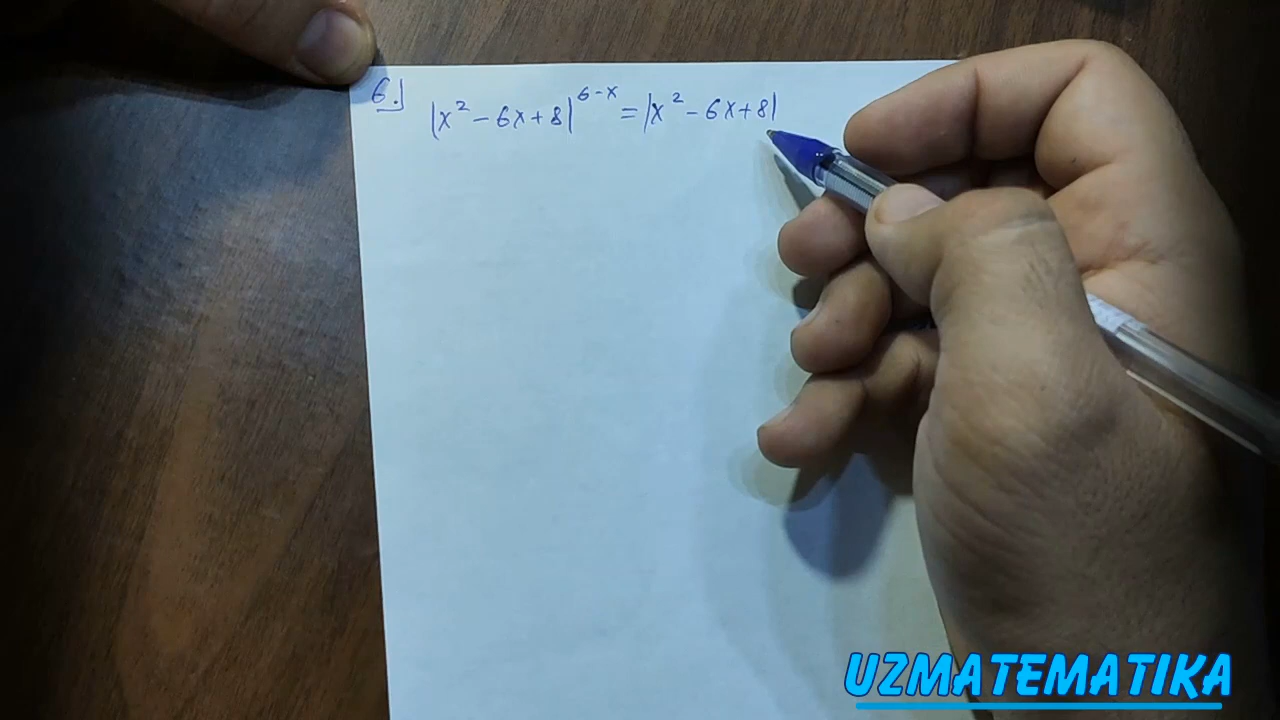 6.) |x² - 6x + 8|^{6-x} = |x² - 6x + 8|
UZMATEMATIKA